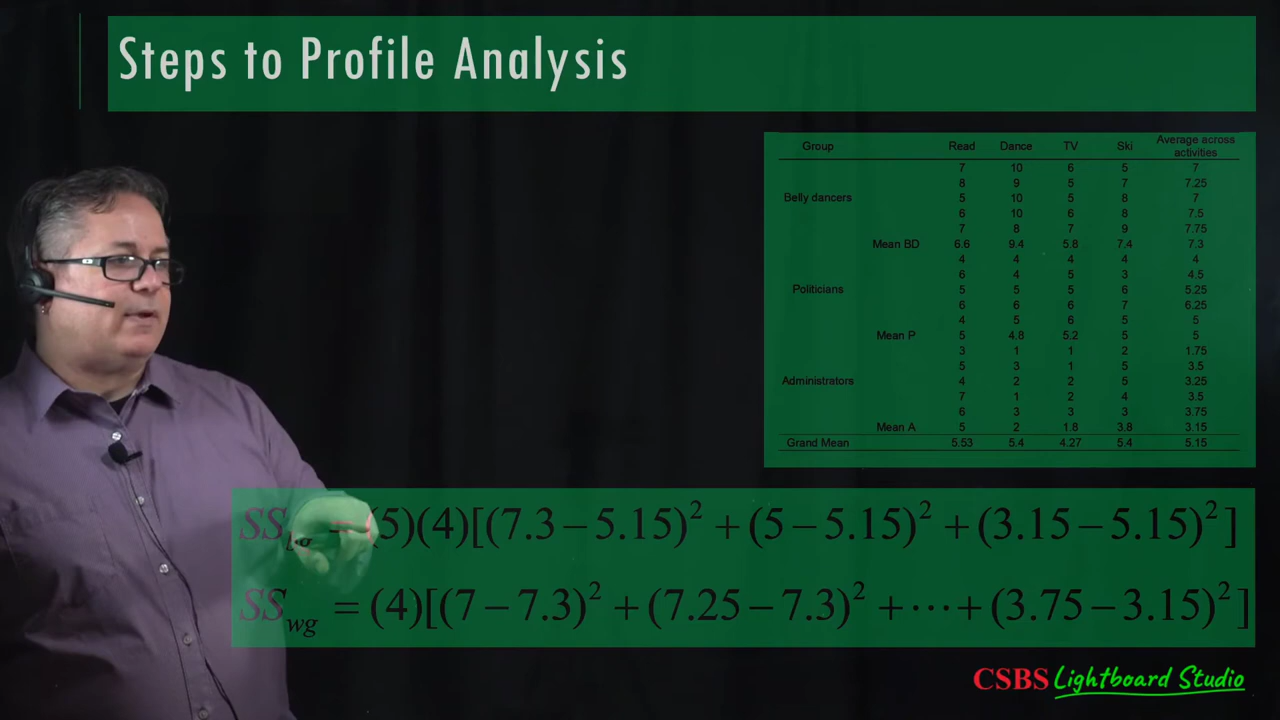 Steps to Profile Analysis
Group Read Dance TV Ski Average across activities
7 10 6 5 7
8 9 5 7 7.25
Belly dancers 5 10 5 8 7
6 10 6 8 7.5
7 8 7 9 7.75
Mean BD 6.6 9.4 5.8 7.4 7.3
4 4 4 4 4
6 4 5 3 4.5
Politicians 5 5 5 6 5.25
6 6 6 7 6.25
4 5 6 5 5
Mean P 5 4.8 5.2 5 5
3 1 1 2 1.75
5 3 1 5 3.5
Administrators 4 2 2 5 3.25
7 1 2 4 3.5
6 3 3 3 3.75
Mean A 5 2 1.8 3.8 3.15
Grand Mean 5.53 5.4 4.27 5.4 5.15
SS = (5)(4)[(7.3 − 5.15)² + (5 − 5.15)² + (3.15 − 5.15)²]
SSwg = (4)[(7 − 7.3)² + (7.25 − 7.3)² + ⋯ + (3.75 − 3.15)²]
CSBS Lightboard Studio